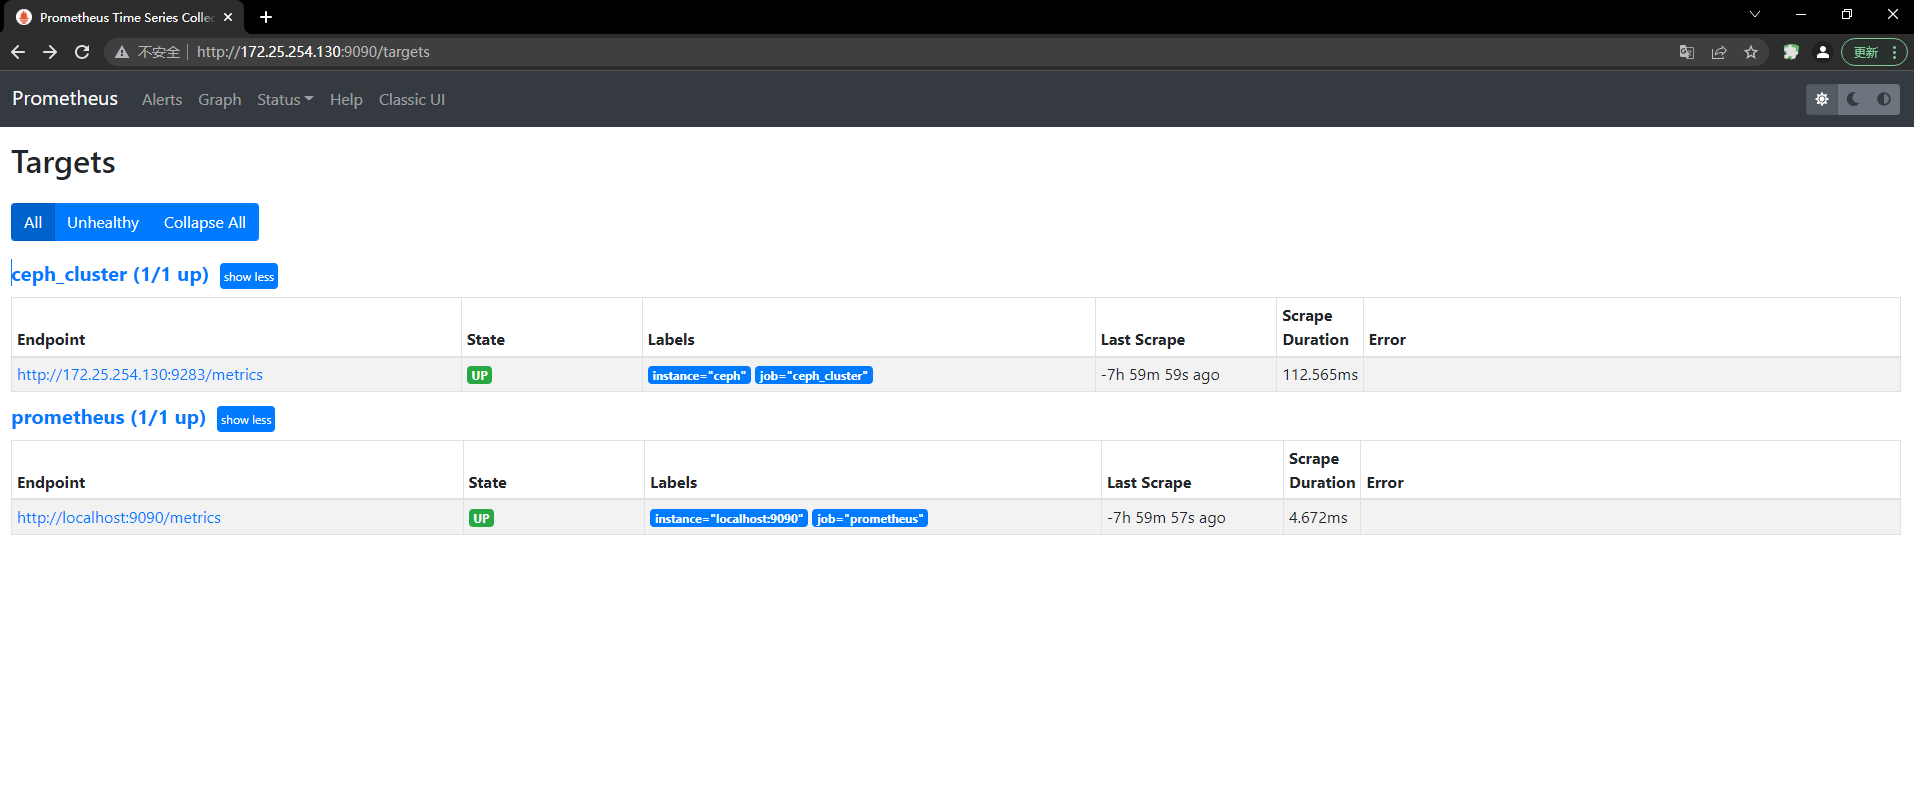 Prometheus Time Series Collec
不安全 http://172.25.254.130:9090/targets 更新
Prometheus Alerts Graph Status Help Classic UI
Targets
All Unhealthy Collapse All
ceph_cluster (1/1 up) show less
Endpoint State Labels Last Scrape Scrape Duration Error
http://172.25.254.130:9283/metrics UP instance="ceph" job="ceph_cluster" -7h 59m 59s ago 112.565ms
prometheus (1/1 up) show less
Endpoint State Labels Last Scrape Scrape Duration Error
http://localhost:9090/metrics UP instance="localhost:9090" job="prometheus" -7h 59m 57s ago 4.672ms